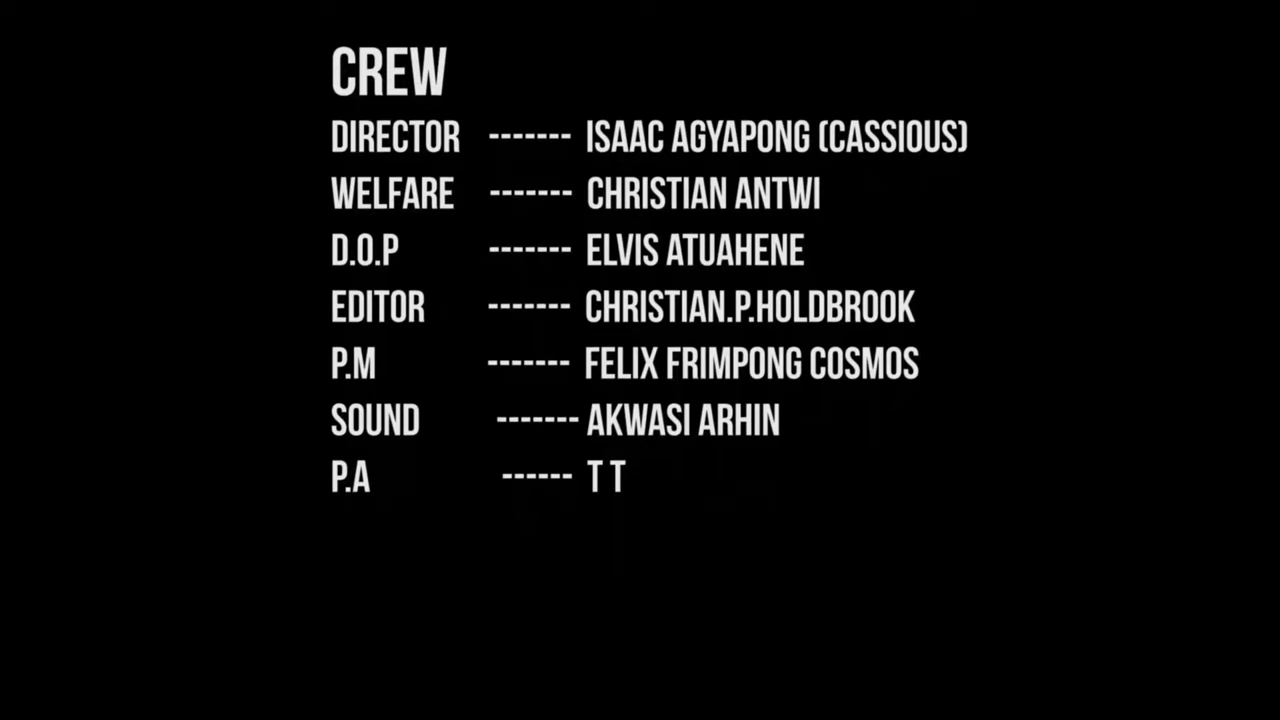 CREW
DIRECTOR ------- ISAAC AGYAPONG (CASSIOUS)
WELFARE ------- CHRISTIAN ANTWI
D.O.P ------- ELVIS ATUAHENE
EDITOR ------- CHRISTIAN.P.HOLDBROOK
P.M ------- FELIX FRIMPONG COSMOS
SOUND ------- AKWASI ARHIN
P.A ------ T T